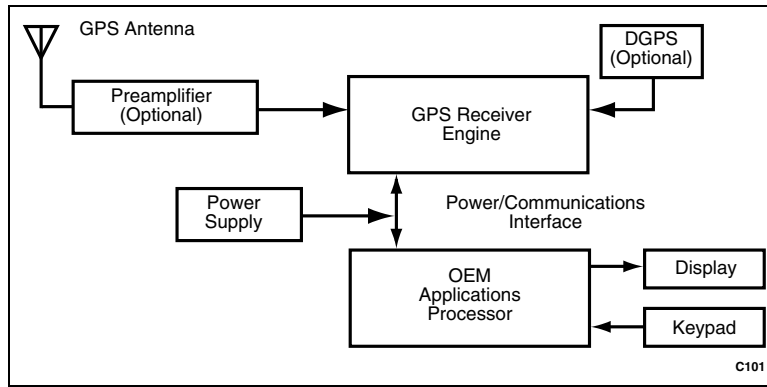 GPS Antenna
Preamplifier
(Optional)
GPS Receiver
Engine
DGPS
(Optional)
Power
Supply
Power/Communications
Interface
OEM
Applications
Processor
Display
Keypad
C101